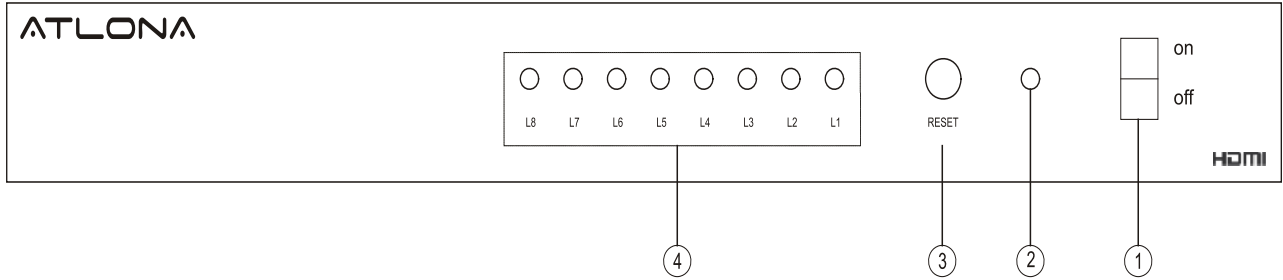 ATLONA
on
off
L8 L7 L6 L5 L4 L3 L2 L1
RESET
HDMI
4 3 2 1